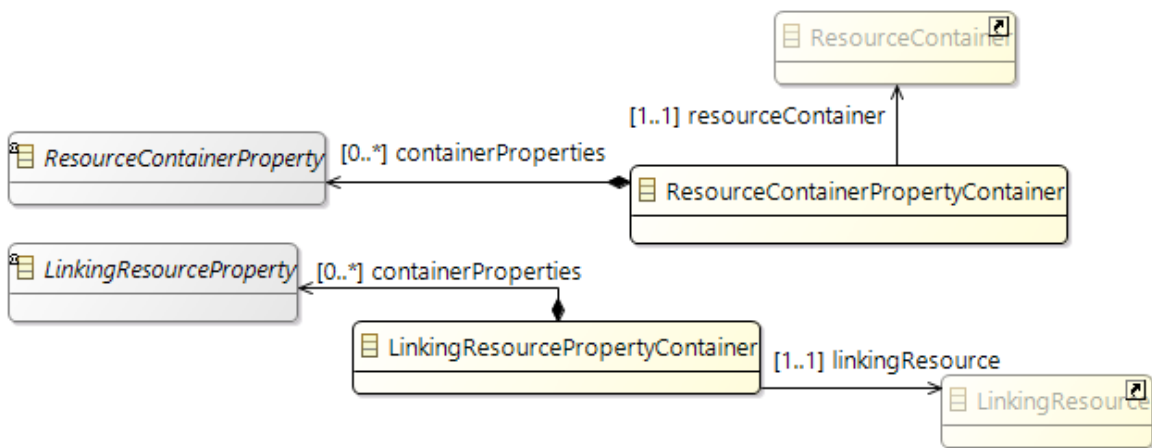 ResourceContainer
[1..1] resourceContainer
ResourceContainerProperty
[0..*] containerProperties
ResourceContainerPropertyContainer
LinkingResourceProperty
[0..*] containerProperties
LinkingResourcePropertyContainer
[1..1] linkingResource
LinkingResource